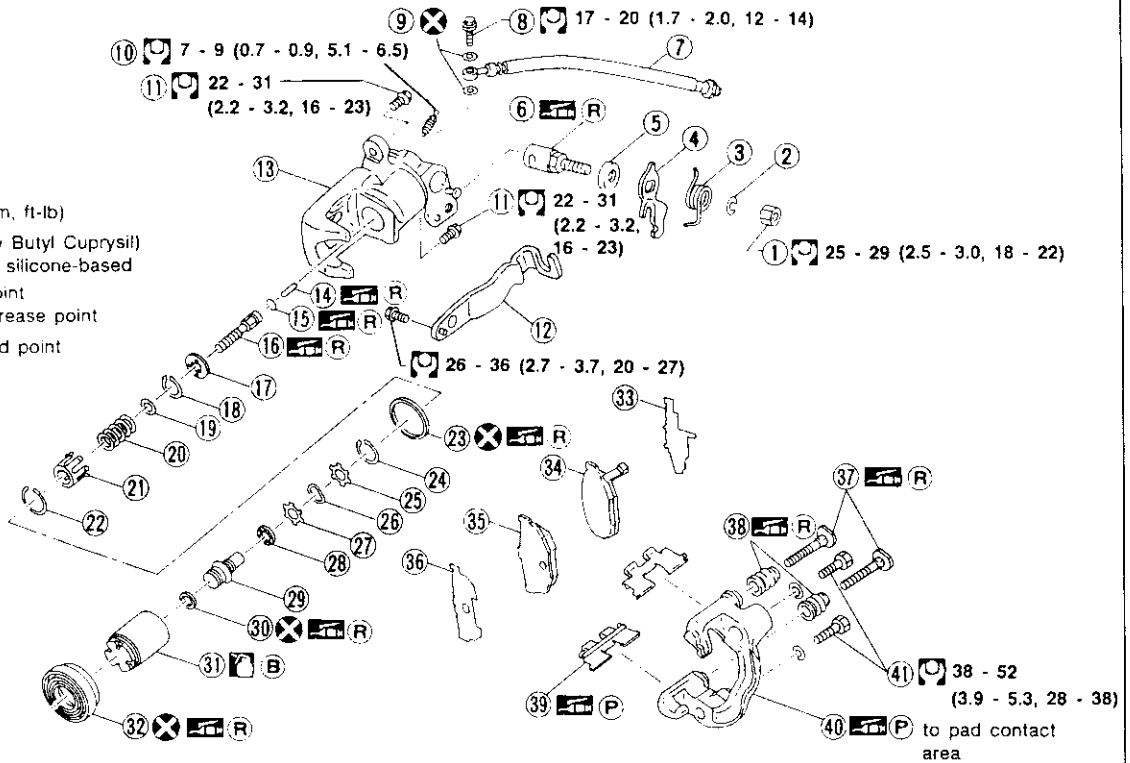 9 8 17 - 20 (1.7 - 2.0, 12 - 14)
10 7 - 9 (0.7 - 0.9, 5.1 - 6.5)
7
11 22 - 31
(2.2 - 3.2, 16 - 23)
6 R
5
4
3
2
13
11 22 - 31
(2.2 - 3.2,
16 - 23)
1 25 - 29 (2.5 - 3.0, 18 - 22)
m, ft-lb)
Butyl Cuprysil)
silicone-based
int
rease point
d point
14 R
15 R
16 R
12
26 - 36 (2.7 - 3.7, 20 - 27)
17
18
19
20
21
22
23 R
24
25
26
27
28
29
30 R
31 B
32 R
33
34
35
36
37 R
38 R
39 P
41 38 - 52
(3.9 - 5.3, 28 - 38)
40 P to pad contact
area